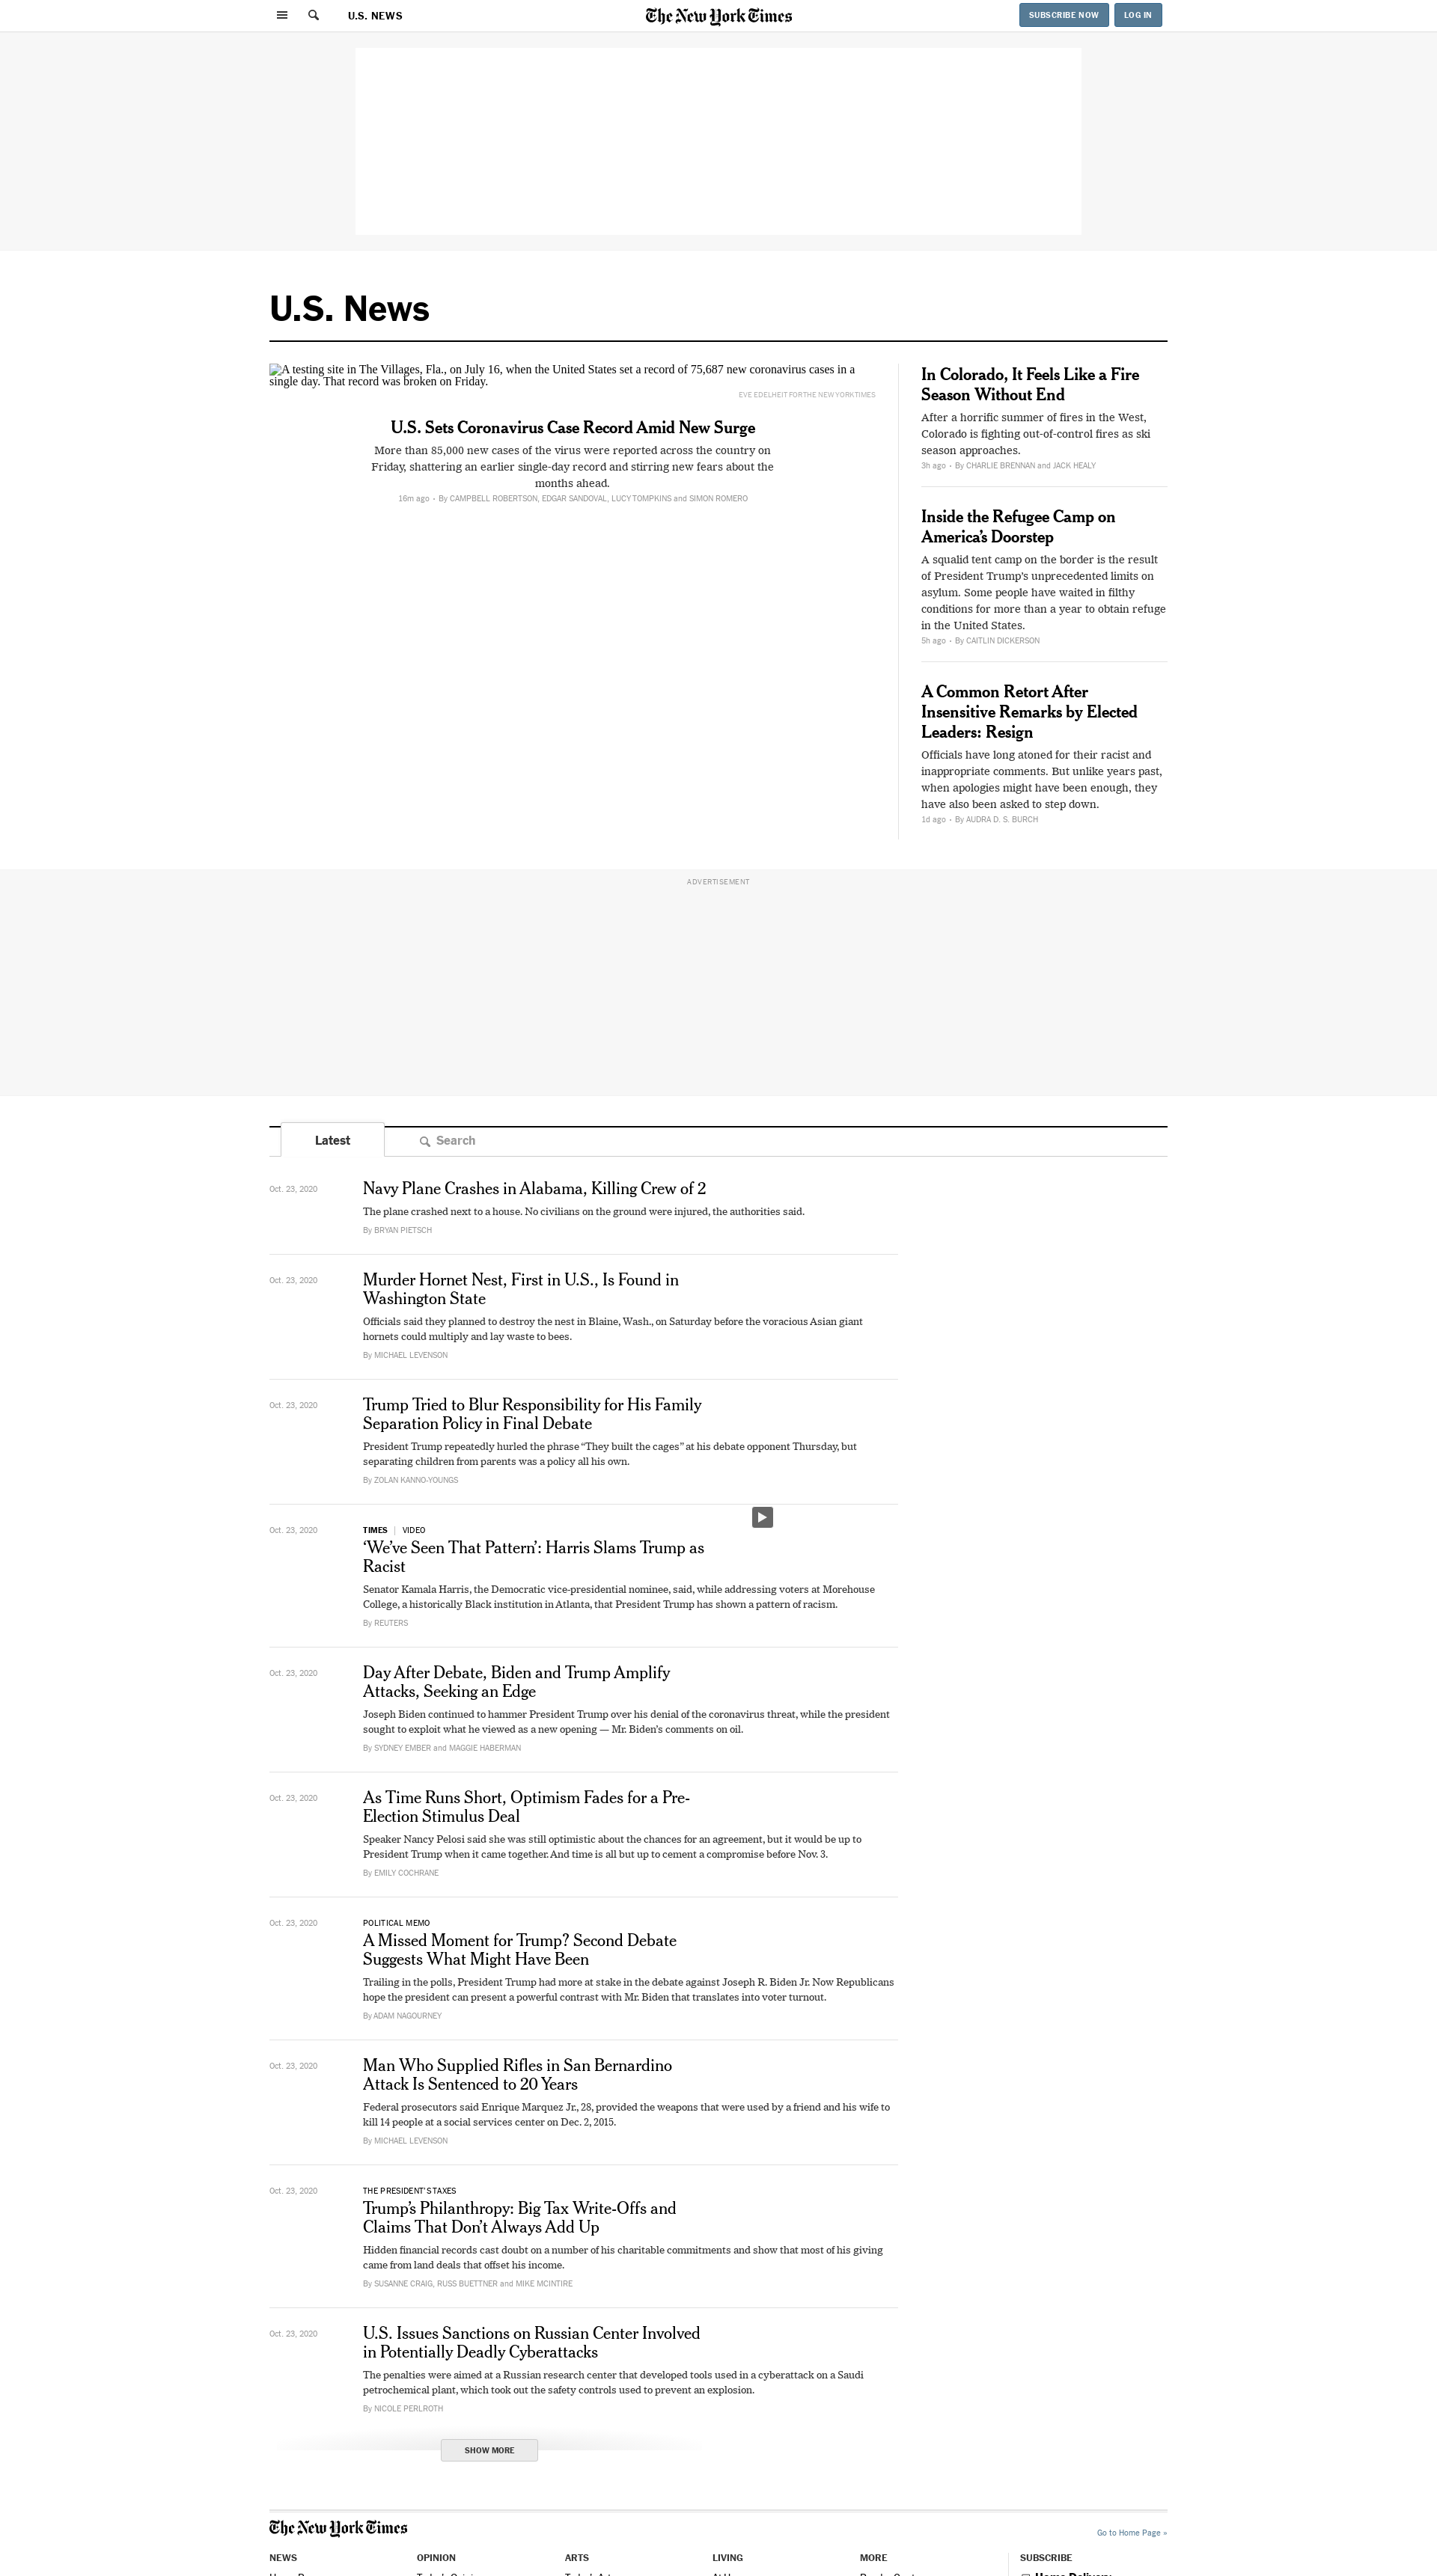 U.S. NEWS
The New York Times
SUBSCRIBE NOW
LOG IN
U.S. News
A testing site in The Villages, Fla., on July 16, when the United States set a record of 75,687 new coronavirus cases in a
single day. That record was broken on Friday.
EVE EDELHEIT FOR THE NEW YORK TIMES
U.S. Sets Coronavirus Case Record Amid New Surge
More than 85,000 new cases of the virus were reported across the country on
Friday, shattering an earlier single-day record and stirring new fears about the
months ahead.
16m ago • By CAMPBELL ROBERTSON, EDGAR SANDOVAL, LUCY TOMPKINS and SIMON ROMERO
In Colorado, It Feels Like a Fire
Season Without End
After a horrific summer of fires in the West,
Colorado is fighting out-of-control fires as ski
season approaches.
3h ago • By CHARLIE BRENNAN and JACK HEALY
Inside the Refugee Camp on
America’s Doorstep
A squalid tent camp on the border is the result
of President Trump’s unprecedented limits on
asylum. Some people have waited in filthy
conditions for more than a year to obtain refuge
in the United States.
5h ago • By CAITLIN DICKERSON
A Common Retort After
Insensitive Remarks by Elected
Leaders: Resign
Officials have long atoned for their racist and
inappropriate comments. But unlike years past,
when apologies might have been enough, they
have also been asked to step down.
1d ago • By AUDRA D. S. BURCH
ADVERTISEMENT
Latest
Search
Oct. 23, 2020
Navy Plane Crashes in Alabama, Killing Crew of 2
The plane crashed next to a house. No civilians on the ground were injured, the authorities said.
By BRYAN PIETSCH
Oct. 23, 2020
Murder Hornet Nest, First in U.S., Is Found in
Washington State
Officials said they planned to destroy the nest in Blaine, Wash., on Saturday before the voracious Asian giant
hornets could multiply and lay waste to bees.
By MICHAEL LEVENSON
Oct. 23, 2020
Trump Tried to Blur Responsibility for His Family
Separation Policy in Final Debate
President Trump repeatedly hurled the phrase “They built the cages” at his debate opponent Thursday, but
separating children from parents was a policy all his own.
By ZOLAN KANNO-YOUNGS
Oct. 23, 2020
TIMES | VIDEO
‘We’ve Seen That Pattern’: Harris Slams Trump as
Racist
Senator Kamala Harris, the Democratic vice-presidential nominee, said, while addressing voters at Morehouse
College, a historically Black institution in Atlanta, that President Trump has shown a pattern of racism.
By REUTERS
Oct. 23, 2020
Day After Debate, Biden and Trump Amplify
Attacks, Seeking an Edge
Joseph Biden continued to hammer President Trump over his denial of the coronavirus threat, while the president
sought to exploit what he viewed as a new opening — Mr. Biden’s comments on oil.
By SYDNEY EMBER and MAGGIE HABERMAN
Oct. 23, 2020
As Time Runs Short, Optimism Fades for a Pre-
Election Stimulus Deal
Speaker Nancy Pelosi said she was still optimistic about the chances for an agreement, but it would be up to
President Trump when it came together. And time is all but up to cement a compromise before Nov. 3.
By EMILY COCHRANE
Oct. 23, 2020
POLITICAL MEMO
A Missed Moment for Trump? Second Debate
Suggests What Might Have Been
Trailing in the polls, President Trump had more at stake in the debate against Joseph R. Biden Jr. Now Republicans
hope the president can present a powerful contrast with Mr. Biden that translates into voter turnout.
By ADAM NAGOURNEY
Oct. 23, 2020
Man Who Supplied Rifles in San Bernardino
Attack Is Sentenced to 20 Years
Federal prosecutors said Enrique Marquez Jr., 28, provided the weapons that were used by a friend and his wife to
kill 14 people at a social services center on Dec. 2, 2015.
By MICHAEL LEVENSON
Oct. 23, 2020
THE PRESIDENT’S TAXES
Trump’s Philanthropy: Big Tax Write-Offs and
Claims That Don’t Always Add Up
Hidden financial records cast doubt on a number of his charitable commitments and show that most of his giving
came from land deals that offset his income.
By SUSANNE CRAIG, RUSS BUETTNER and MIKE MCINTIRE
Oct. 23, 2020
U.S. Issues Sanctions on Russian Center Involved
in Potentially Deadly Cyberattacks
The penalties were aimed at a Russian research center that developed tools used in a cyberattack on a Saudi
petrochemical plant, which took out the safety controls used to prevent an explosion.
By NICOLE PERLROTH
SHOW MORE
The New York Times
Go to Home Page »
NEWS
OPINION
ARTS
LIVING
MORE
SUBSCRIBE